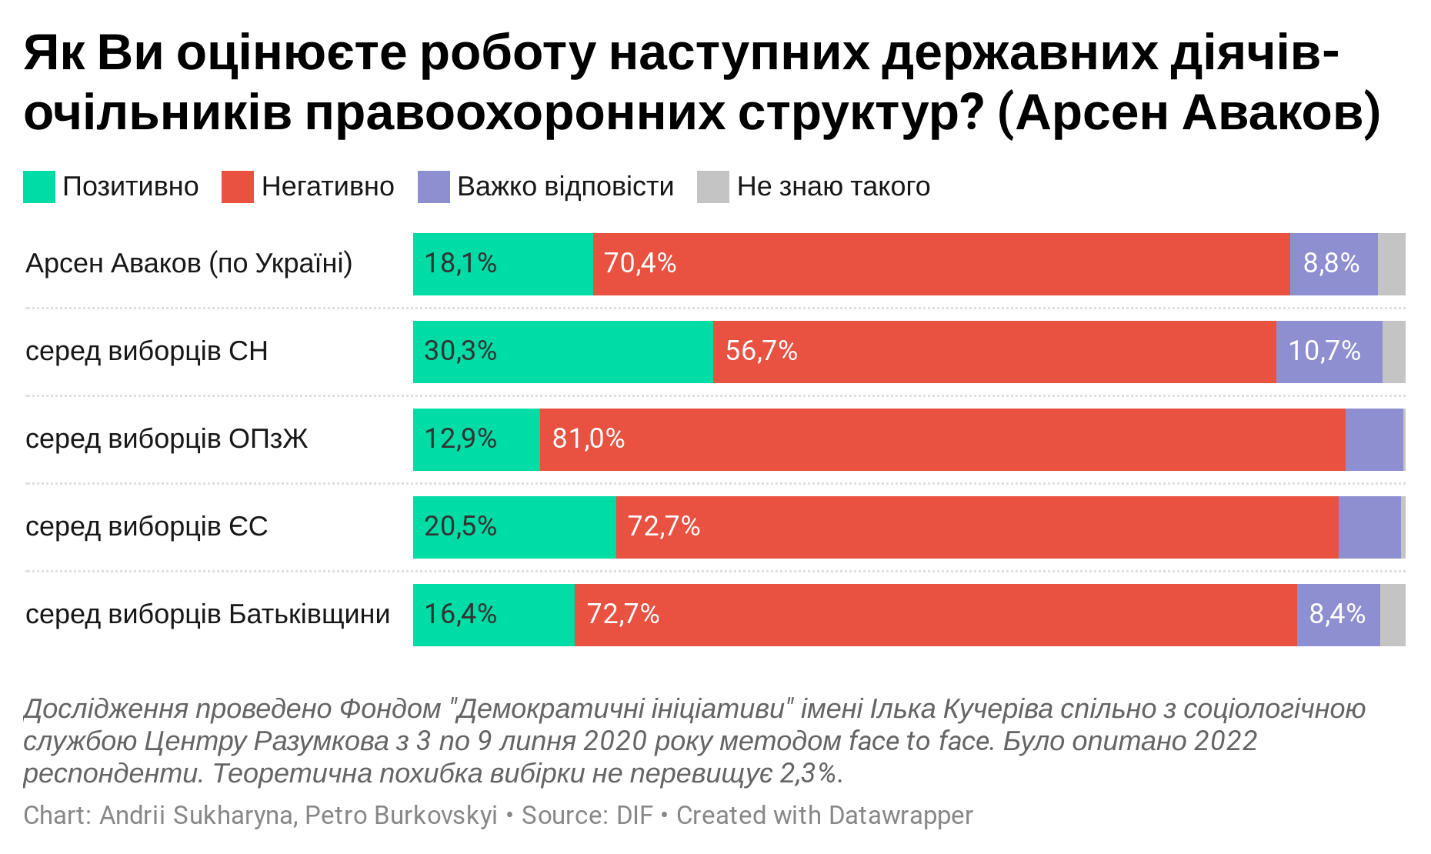 Як Ви оцінюєте роботу наступних державних діячів-
очільників правоохоронних структур? (Арсен Аваков)
Позитивно Негативно Важко відповісти Не знаю такого
Арсен Аваков (по Україні) 18,1% 70,4% 8,8%
серед виборців СН 30,3% 56,7% 10,7%
серед виборців ОПзЖ 12,9% 81,0%
серед виборців ЄС 20,5% 72,7%
серед виборців Батьківщини 16,4% 72,7% 8,4%
Дослідження проведено Фондом "Демократичні ініціативи" імені Ілька Кучеріва спільно з соціологічною
службою Центру Разумкова з 3 по 9 липня 2020 року методом face to face. Було опитано 2022
респонденти. Теоретична похибка вибірки не перевищує 2,3%.
Chart: Andrii Sukharyna, Petro Burkovskyi • Source: DIF • Created with Datawrapper